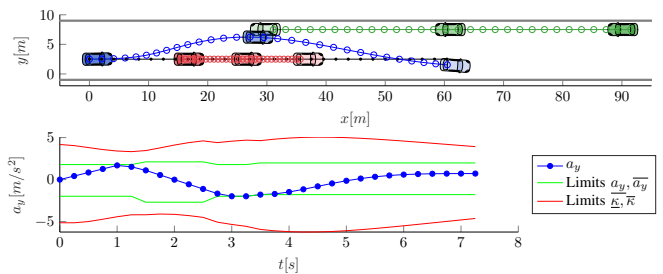 10
5
0
y[m]
0 10 20 30 40 50 60 70 80 90
x[m]
5
0
−5
a_y[m/s²]
0 1 2 3 4 5 6 7 8
t[s]
a_y
Limits a_y, a_y
Limits κ, κ